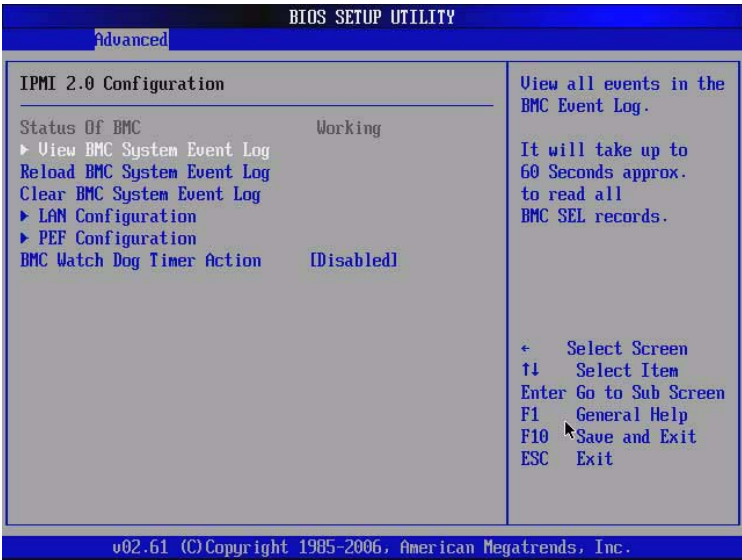 BIOS SETUP UTILITY
Advanced
IPMI 2.0 Configuration
Status Of BMC Working
▶ View BMC System Event Log
Reload BMC System Event Log
Clear BMC System Event Log
▶ LAN Configuration
▶ PEF Configuration
BMC Watch Dog Timer Action [Disabled]
View all events in the
BMC Event Log.
It will take up to
60 Seconds approx.
to read all
BMC SEL records.
← Select Screen
↑↓ Select Item
Enter Go to Sub Screen
F1 General Help
F10 Save and Exit
ESC Exit
v02.61 (C)Copyright 1985-2006, American Megatrends, Inc.